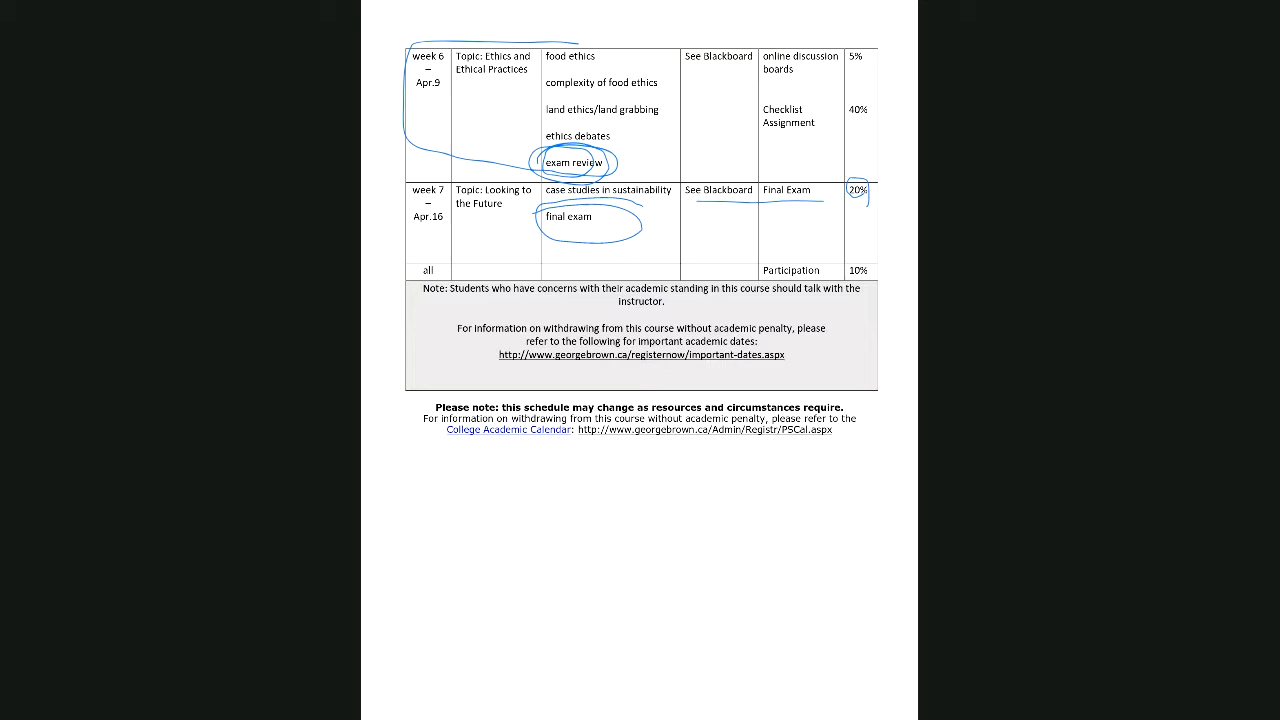 week 6
–
Apr.9
Topic: Ethics and
Ethical Practices
food ethics
complexity of food ethics
land ethics/land grabbing
ethics debates
exam review
See Blackboard
online discussion
boards
Checklist
Assignment
5%
40%
week 7
–
Apr.16
Topic: Looking to
the Future
case studies in sustainability
final exam
See Blackboard
Final Exam
20%
all
Participation
10%
Note: Students who have concerns with their academic standing in this course should talk with the
instructor.
For information on withdrawing from this course without academic penalty, please
refer to the following for important academic dates:
http://www.georgebrown.ca/registernow/important-dates.aspx
Please note: this schedule may change as resources and circumstances require.
For information on withdrawing from this course without academic penalty, please refer to the
College Academic Calendar: http://www.georgebrown.ca/Admin/Registr/PSCal.aspx